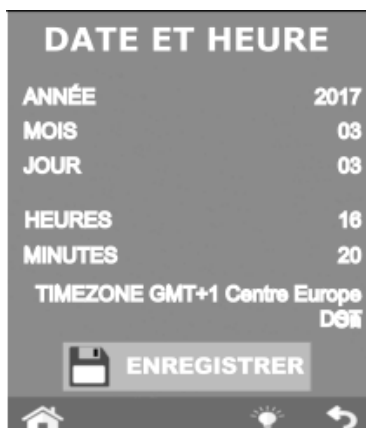 DATE ET HEURE
ANNÉE 2017
MOIS 03
JOUR 03
HEURES 16
MINUTES 20
TIMEZONE GMT+1 Centre Europe
ENREGISTRER